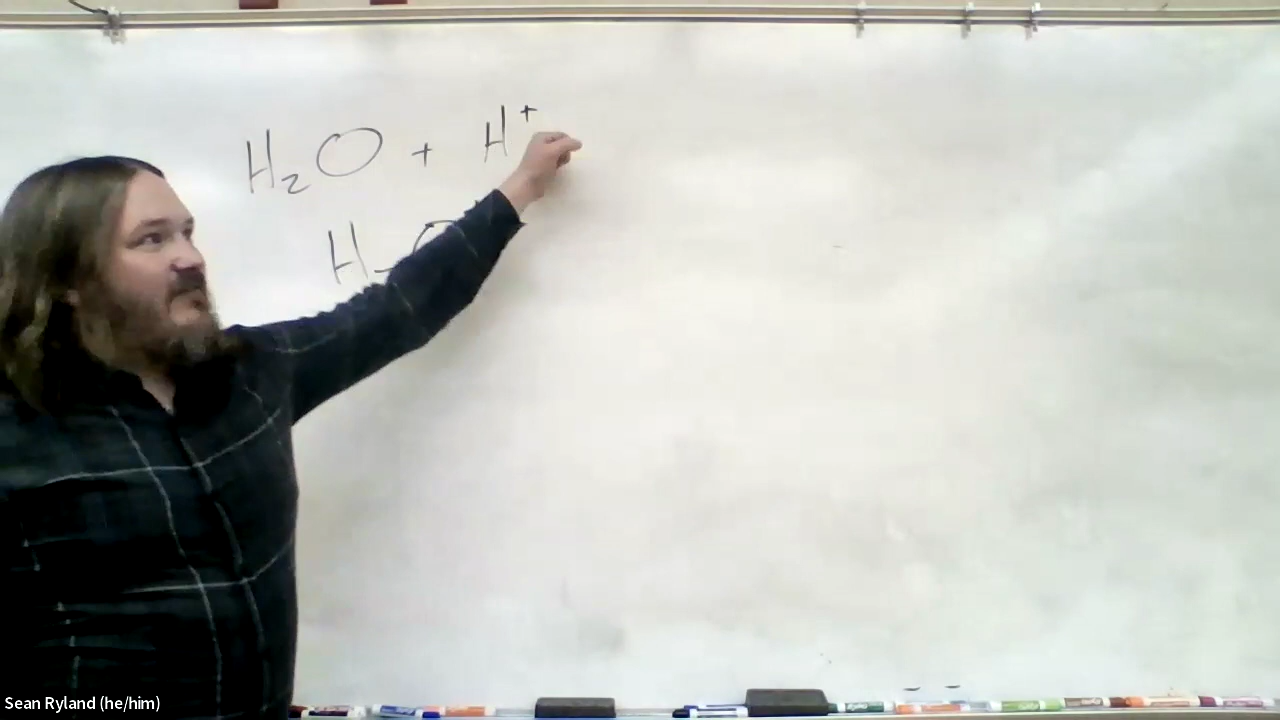 H₂O + H⁺
H
Sean Ryland (he/him)